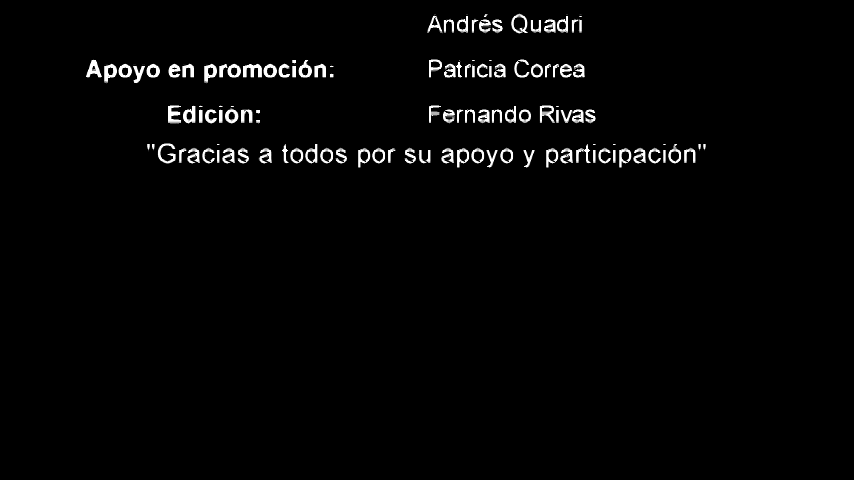 Andrés Quadri
Apoyo en promoción: Patricia Correa
Edición: Fernando Rivas
"Gracias a todos por su apoyo y participación"